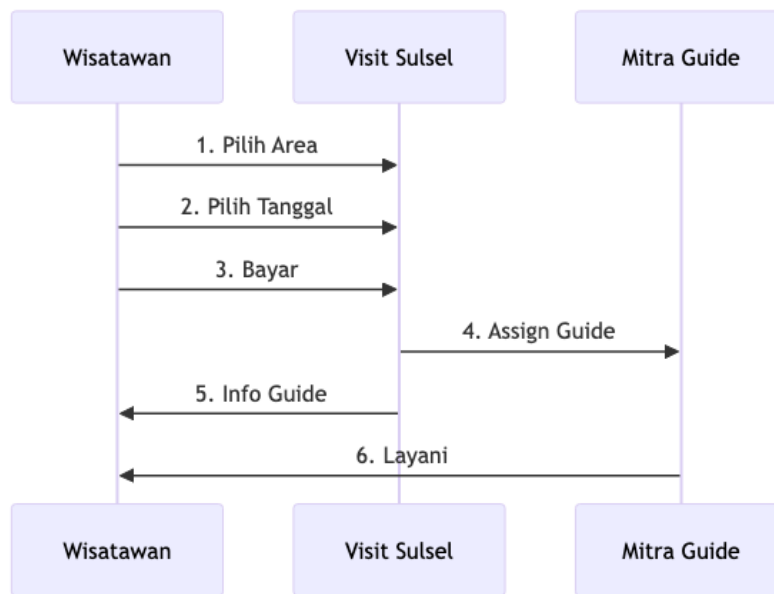 Wisatawan
Visit Sulsel
Mitra Guide
1. Pilih Area
2. Pilih Tanggal
3. Bayar
4. Assign Guide
5. Info Guide
6. Layani
Wisatawan
Visit Sulsel
Mitra Guide